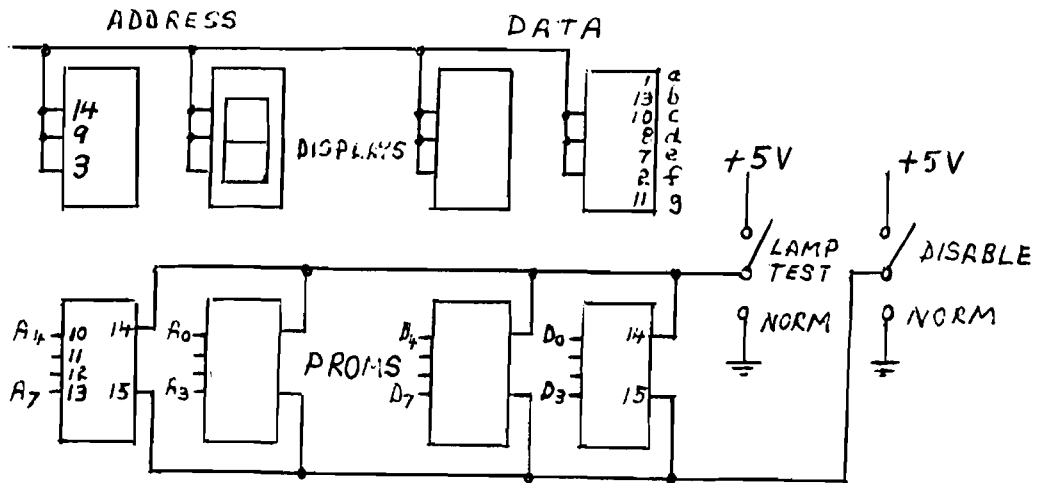 ADDRESS
DATA
14
9
3
DISPLAYS
1 a
13 b
10 c
8 d
7 e
2 f
11 g
+5V
+5V
LAMP
TEST
DISABLE
NORM
NORM
A4 10
11
12
A7 13
14
15
A0
A3
PROMS
D4
D7
D0
D3
14
15